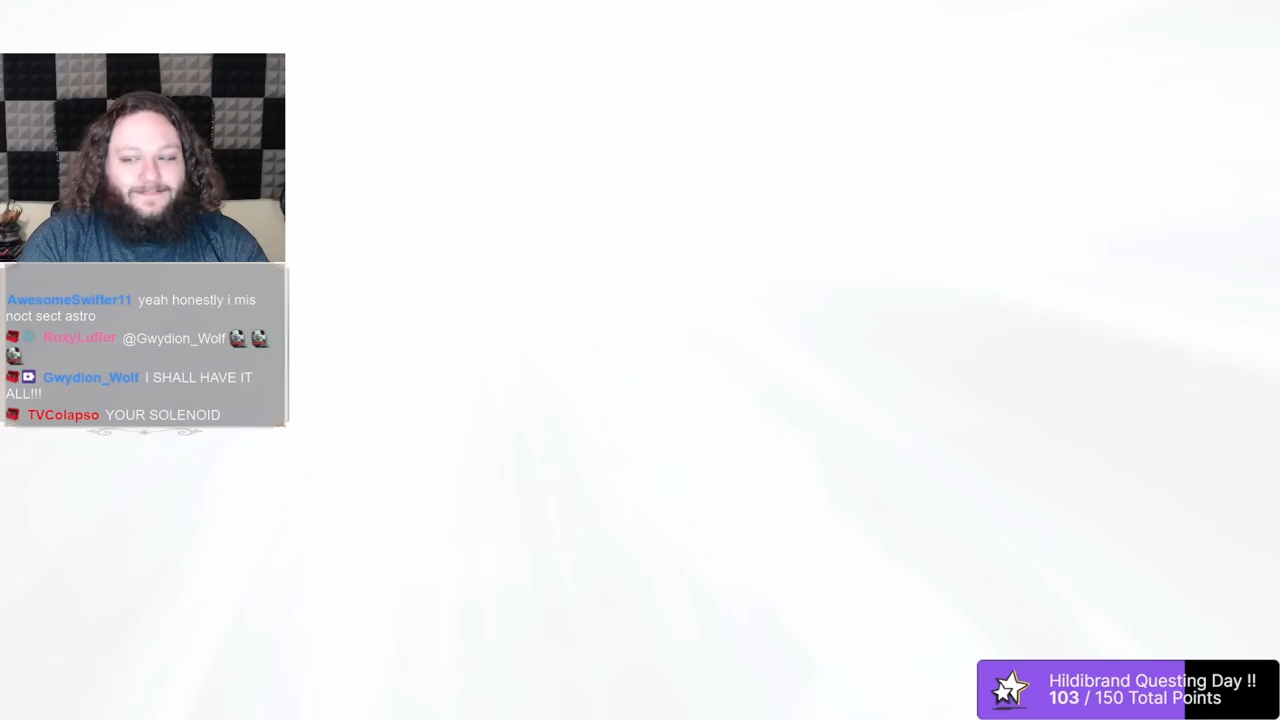 AwesomeSwifter11 yeah honestly i mis
noct sect astro
RoxyLuffer @Gwydion_Wolf
Gwydion_Wolf I SHALL HAVE IT
ALL!!!
TVColapso YOUR SOLENOID
Hildibrand Questing Day !!
103 / 150 Total Points